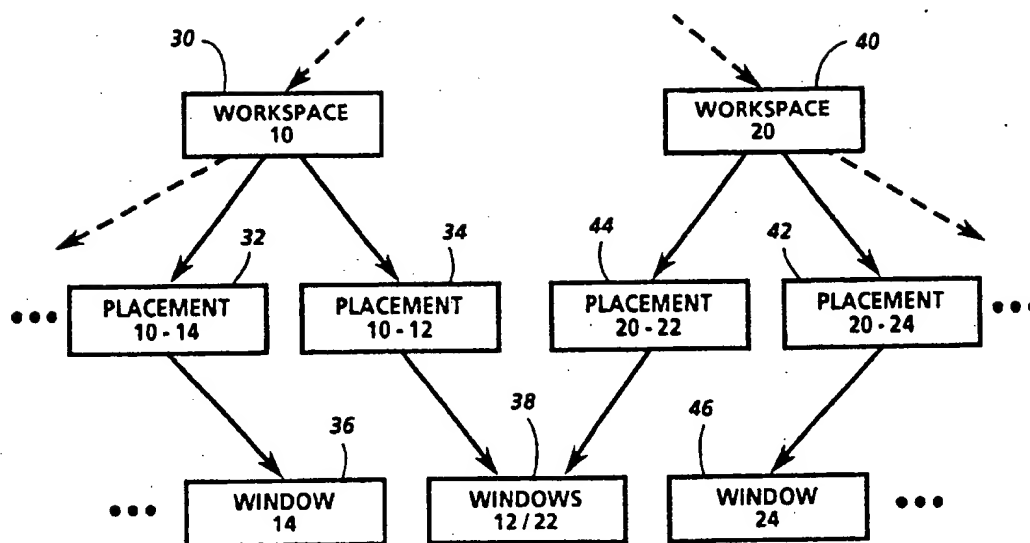 30
40
WORKSPACE
10
WORKSPACE
20
32
34
44
42
PLACEMENT
10 - 14
PLACEMENT
10 - 12
PLACEMENT
20 - 22
PLACEMENT
20 - 24
36
38
46
WINDOW
14
WINDOWS
12 / 22
WINDOW
24